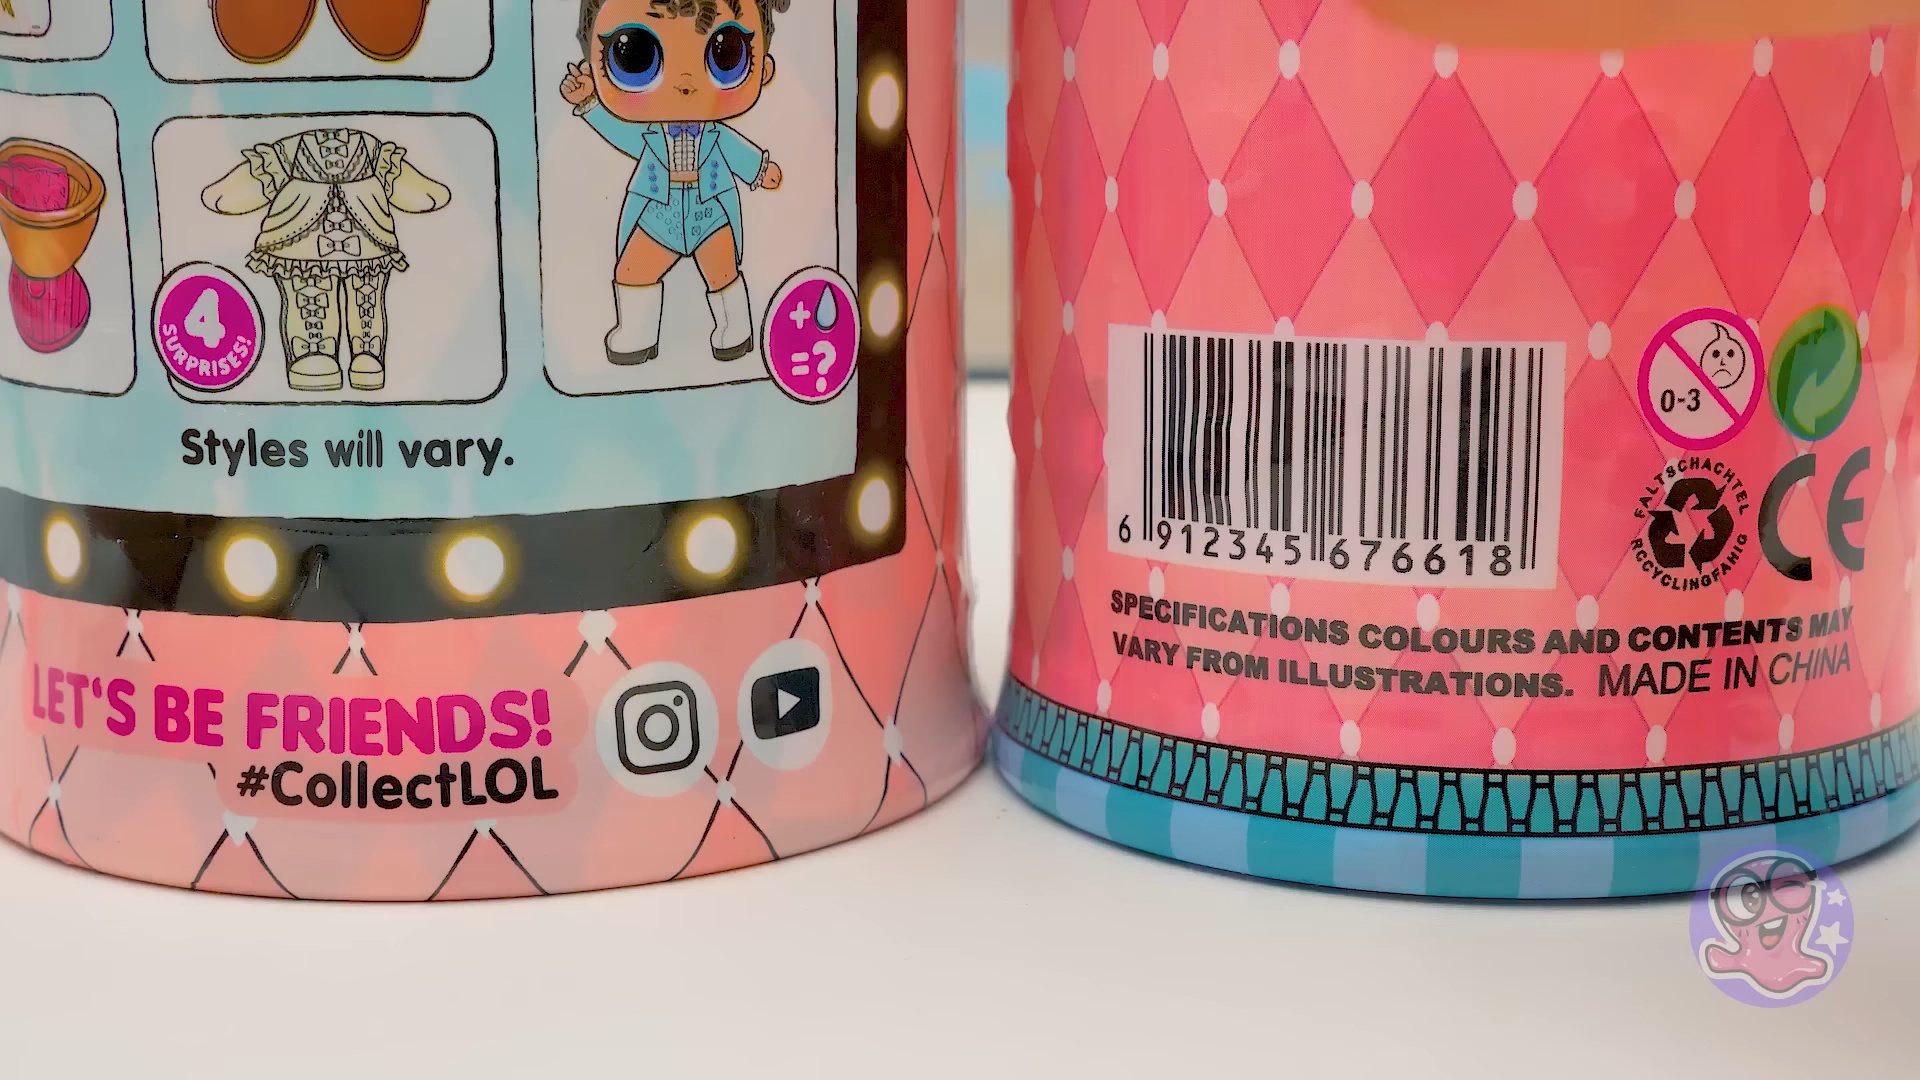 4
SURPRISES!
+
=?
Styles will vary.
LET'S BE FRIENDS!
#CollectLOL
0-3
FALTSCHACHTEL
RCCYCLINGFAHIG
CE
6 912345 676618
SPECIFICATIONS COLOURS AND CONTENTS MAY
VARY FROM ILLUSTRATIONS. MADE IN CHINA